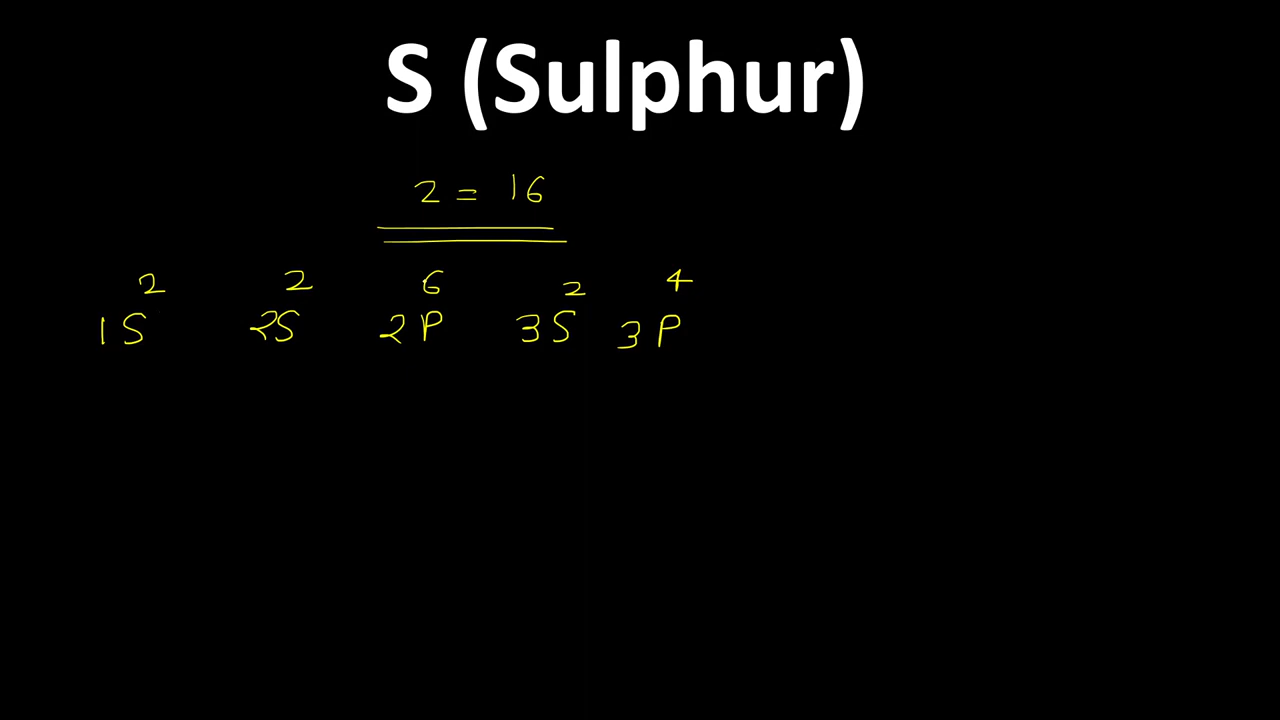 S (Sulphur)
2 = 16
1S² 2S² 2P⁶ 3S² 3P⁴